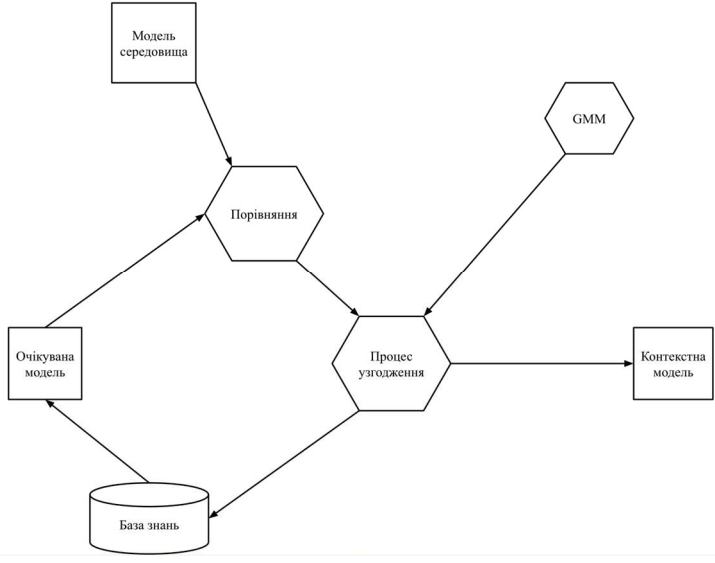 Модель
середовища
GMM
Порівняння
Очікувана
модель
Процес
узгодження
Контекстна
модель
База знань